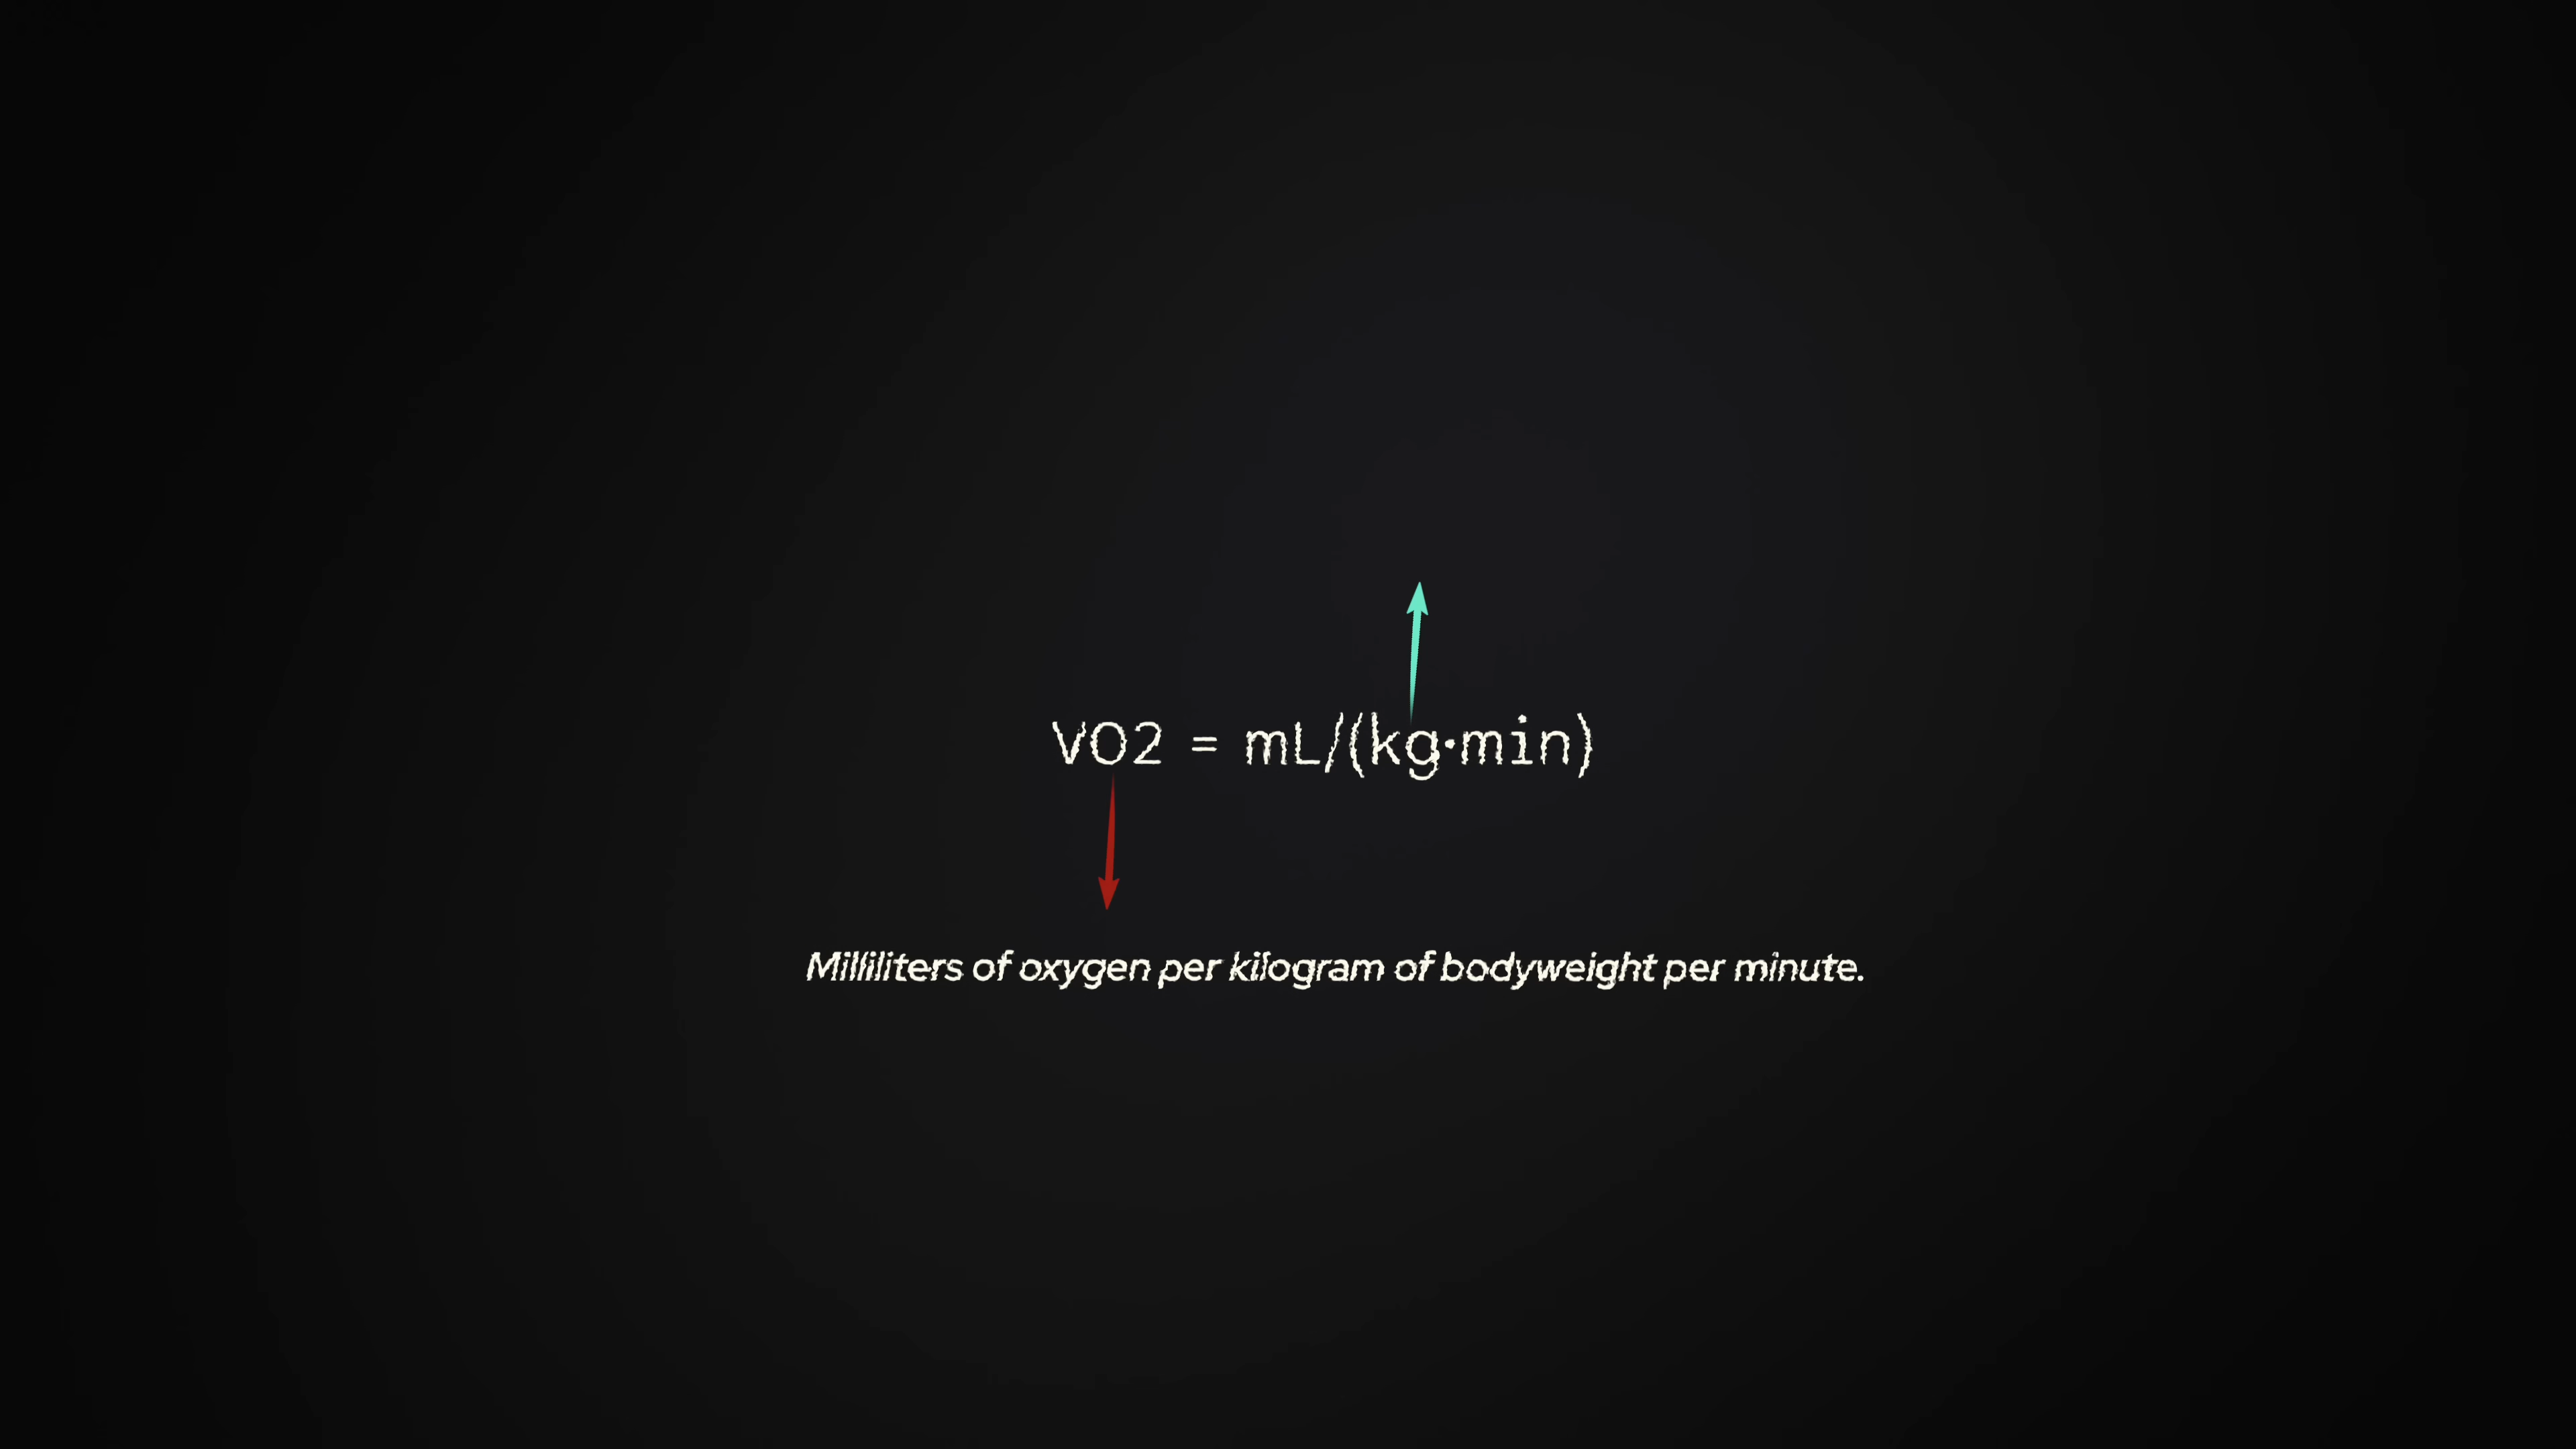 VO2 = mL/(kg·min)
Milliliters of oxygen per kilogram of bodyweight per minute.